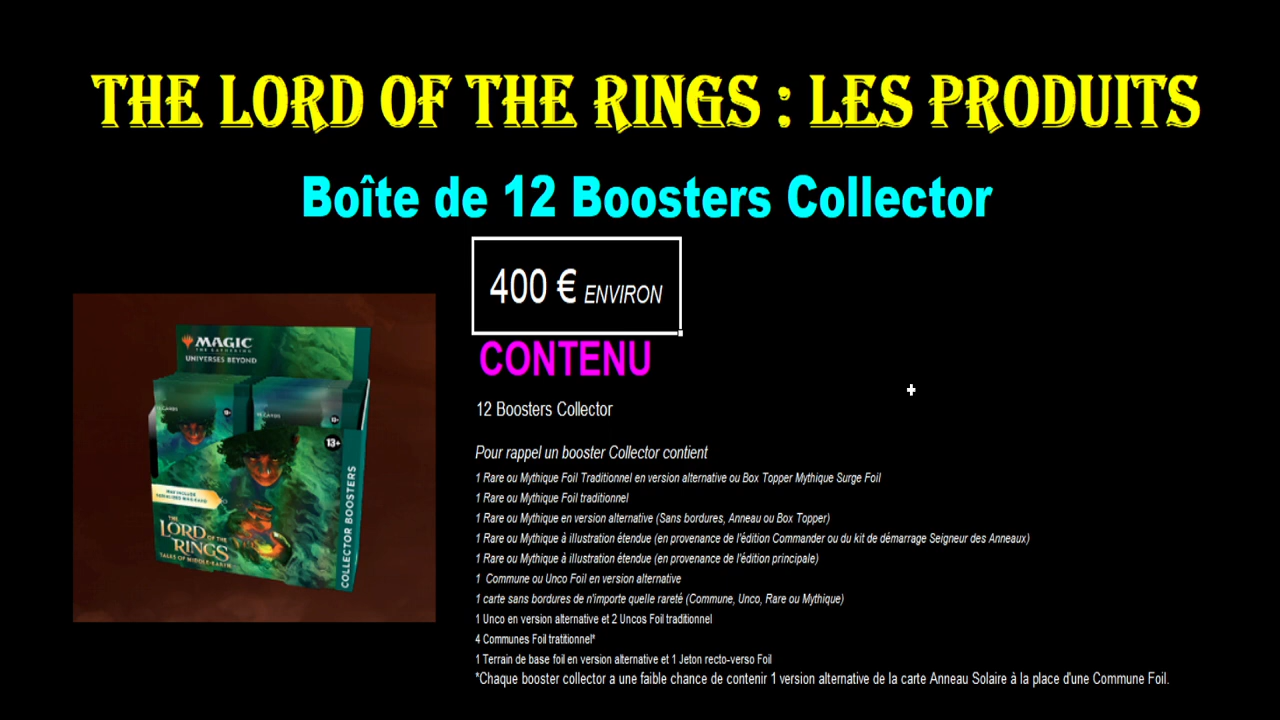 THE LORD OF THE RINGS : LES PRODUITS
Boîte de 12 Boosters Collector
400 € ENVIRON
MAGIC
THE GATHERING
UNIVERSES BEYOND
13+
COLLECTOR BOOSTERS
THE
LORD OF THE
RINGS
TALES OF MIDDLE-EARTH
CONTENU
12 Boosters Collector
Pour rappel un booster Collector contient
1 Rare ou Mythique Foil Traditionnel en version alternative ou Box Topper Mythique Surge Foil
1 Rare ou Mythique Foil traditionnel
1 Rare ou Mythique en version alternative (Sans bordures, Anneau ou Box Topper)
1 Rare ou Mythique à illustration étendue (en provenance de l'édition Commander ou du kit de démarrage Seigneur des Anneaux)
1 Rare ou Mythique à illustration étendue (en provenance de l'édition principale)
1 Commune ou Unco Foil en version alternative
1 carte sans bordures de n'importe quelle rareté (Commune, Unco, Rare ou Mythique)
1 Unco en version alternative et 2 Uncos Foil traditionnel
4 Communes Foil tratitionnel*
1 Terrain de base foil en version alternative et 1 Jeton recto-verso Foil
*Chaque booster collector a une faible chance de contenir 1 version alternative de la carte Anneau Solaire à la place d'une Commune Foil.